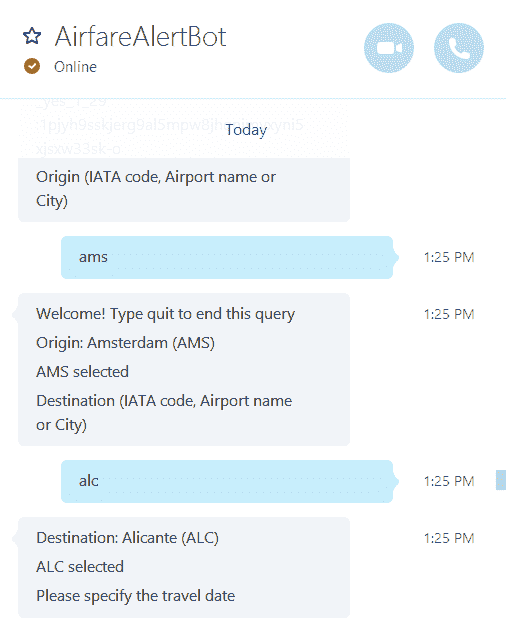 AirfareAlertBot
Online
Today
Origin (IATA code, Airport name or
City)
ams
1:25 PM
Welcome! Type quit to end this query
1:25 PM
Origin: Amsterdam (AMS)
AMS selected
Destination (IATA code, Airport name
or City)
alc
1:25 PM
Destination: Alicante (ALC)
1:25 PM
ALC selected
Please specify the travel date